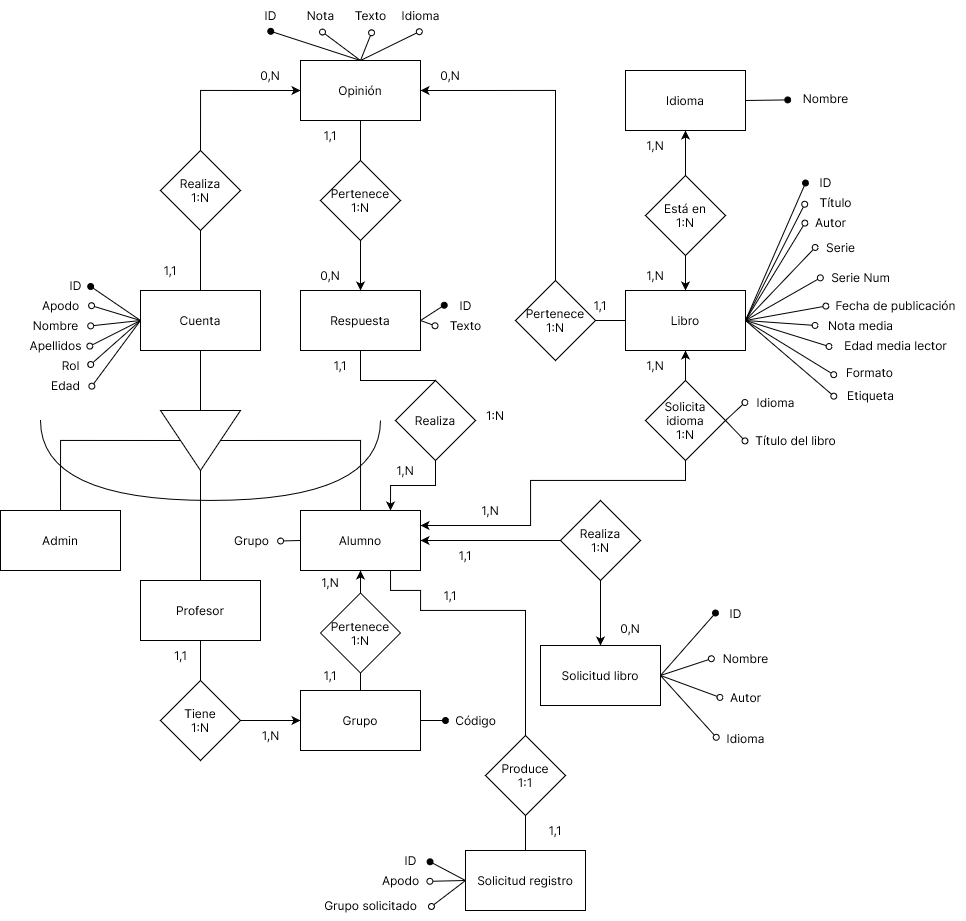 ID Nota Texto Idioma
0,N 0,N
Opinión
Idioma
Nombre
1,1
1,N
Realiza
1:N
Pertenece
1:N
Está en
1:N
ID
Título
Autor
Serie
Serie Num
Fecha de publicación
Nota media
Edad media lector
Formato
Etiqueta
1,1
0,N
1,N
ID
Apodo
Nombre
Apellidos
Rol
Edad
Cuenta
Respuesta
ID
Texto
Pertenece
1:N
1,1
Libro
1,1
1,N
Realiza
1:N
Solicita
idioma
1:N
Idioma
Título del libro
1,N
1,N
Admin
Grupo
Alumno
1,1
Realiza
1:N
1,N
1,1
Profesor
Pertenece
1:N
0,N
1,1
1,1
Solicitud libro
ID
Nombre
Autor
Idioma
Tiene
1:N
1,N
Grupo
Código
Produce
1:1
1,1
ID
Apodo
Grupo solicitado
Solicitud registro